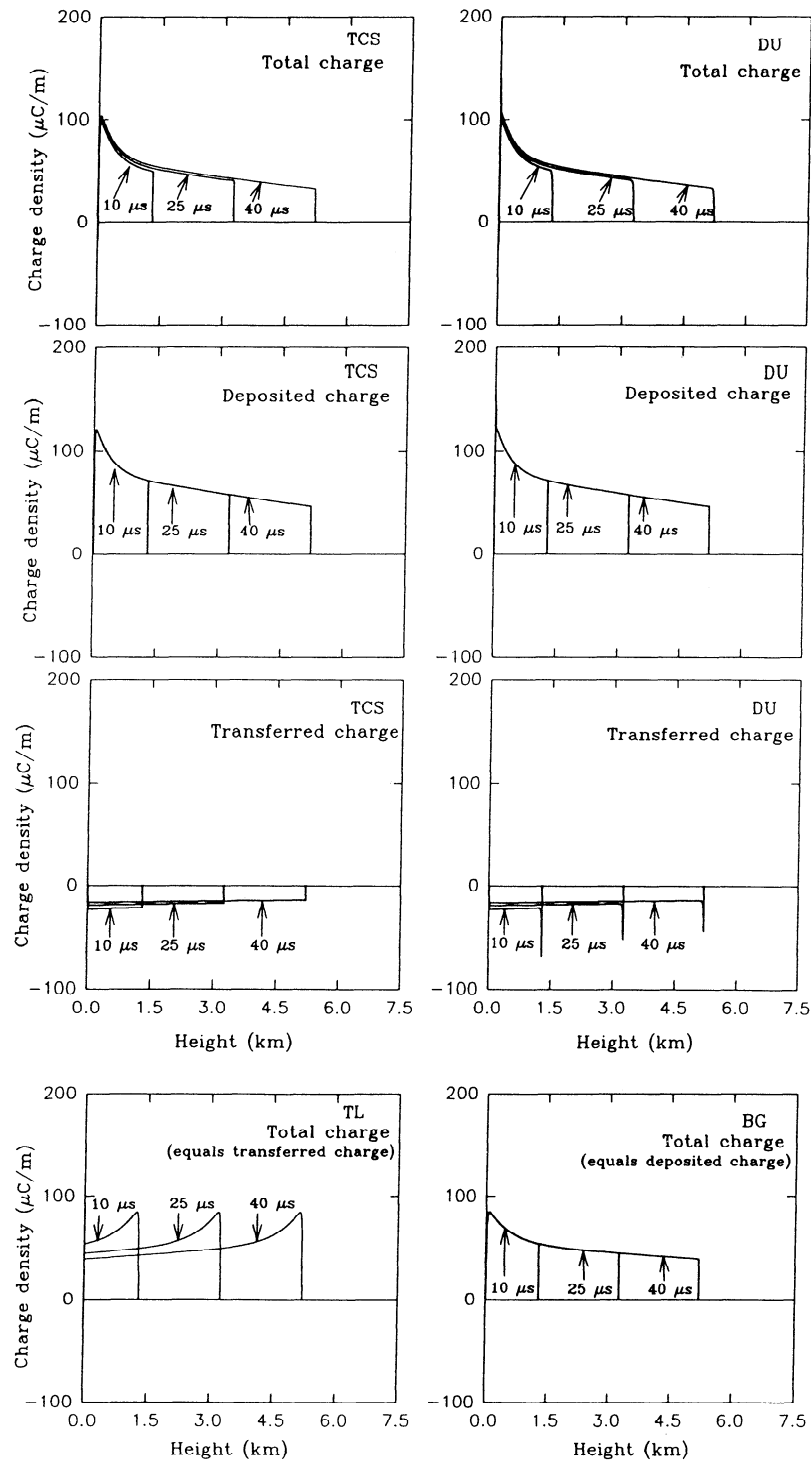 200
100
0
-100
Charge density (μC/m)
TCS
Total charge
10 μs
25 μs
40 μs
200
100
0
-100
DU
Total charge
10 μs
25 μs
40 μs
200
100
0
-100
Charge density (μC/m)
TCS
Deposited charge
10 μs
25 μs
40 μs
200
100
0
-100
DU
Deposited charge
10 μs
25 μs
40 μs
200
100
0
-100
Charge density (μC/m)
TCS
Transferred charge
10 μs
25 μs
40 μs
0.0 1.5 3.0 4.5 6.0 7.5
Height (km)
200
100
0
-100
DU
Transferred charge
10 μs
25 μs
40 μs
0.0 1.5 3.0 4.5 6.0 7.5
Height (km)
200
100
0
-100
Charge density (μC/m)
TL
Total charge
(equals transferred charge)
10 μs
25 μs
40 μs
0.0 1.5 3.0 4.5 6.0 7.5
Height (km)
200
100
0
-100
BG
Total charge
(equals deposited charge)
10 μs
25 μs
40 μs
0.0 1.5 3.0 4.5 6.0 7.5
Height (km)